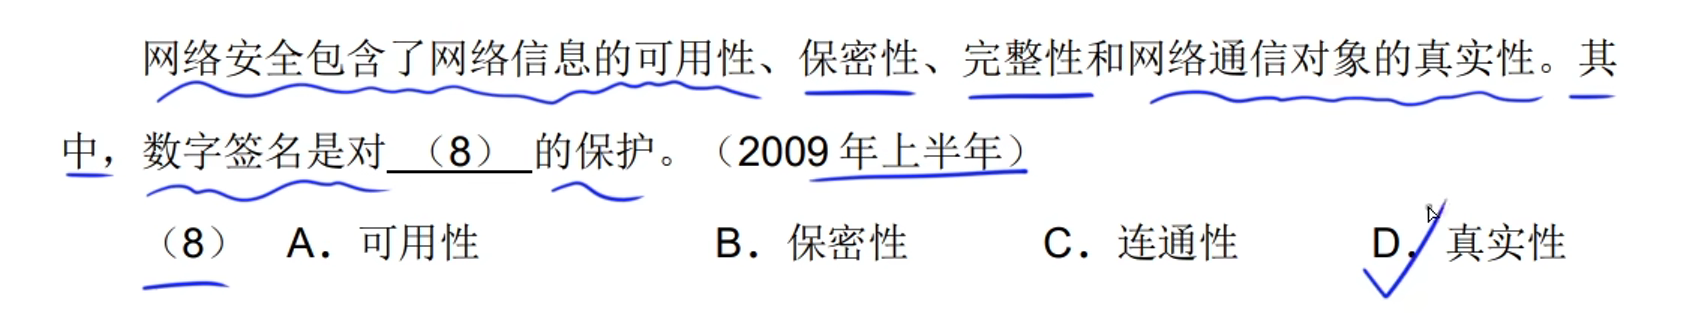 网络安全包含了网络信息的可用性、保密性、完整性和网络通信对象的真实性。其
中，数字签名是对 （8） 的保护。（2009 年上半年）
（8） A．可用性 B．保密性 C．连通性 D．真实性